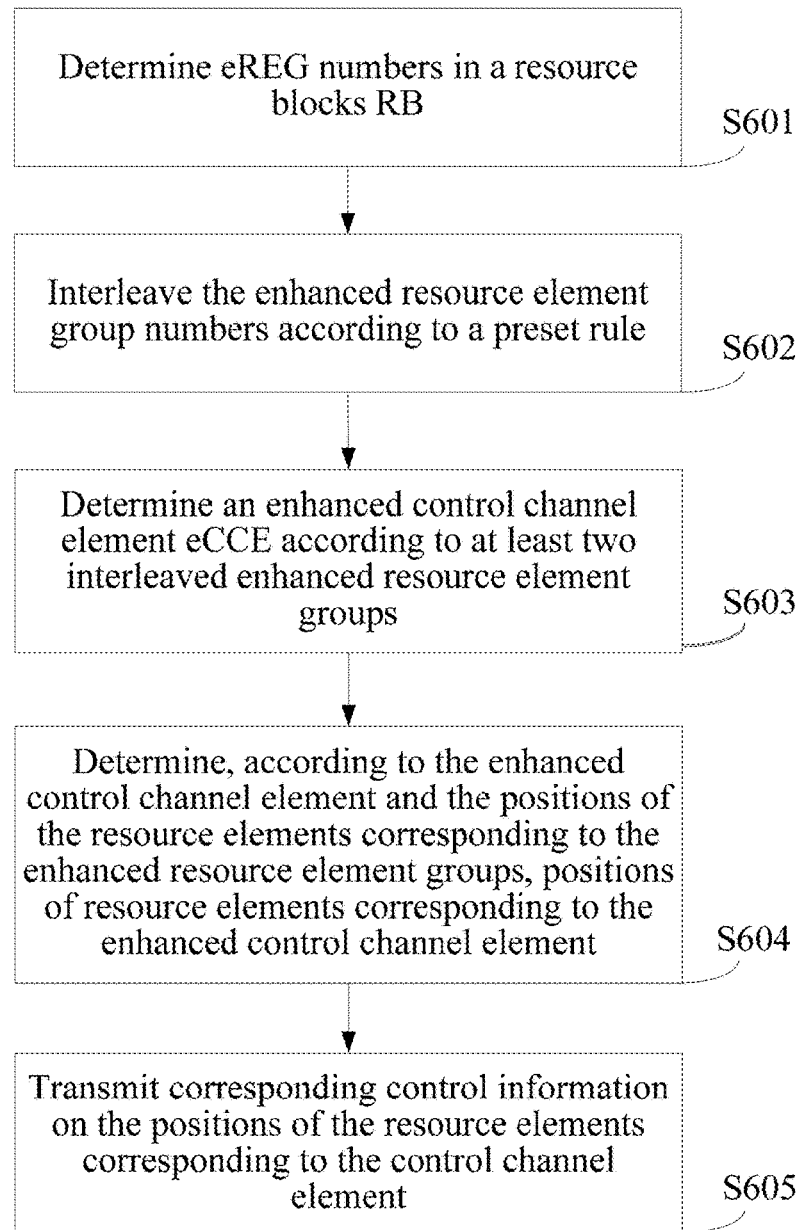 Determine eREG numbers in a resource
blocks RB
S601
Interleave the enhanced resource element
group numbers according to a preset rule
S602
Determine an enhanced control channel
element eCCE according to at least two
interleaved enhanced resource element
groups
S603
Determine, according to the enhanced
control channel element and the positions of
the resource elements corresponding to the
enhanced resource element groups, positions
of resource elements corresponding to the
enhanced control channel element
S604
Transmit corresponding control information
on the positions of the resource elements
corresponding to the control channel
element
S605